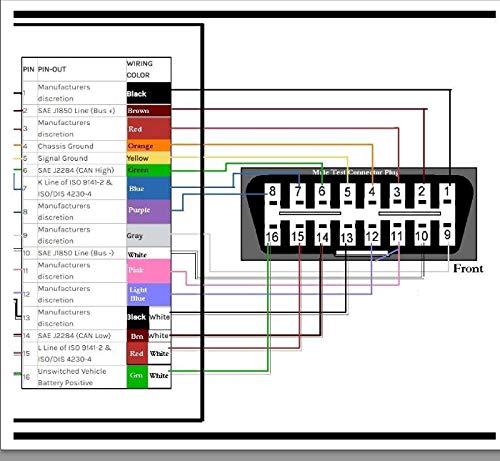 PIN PIN-OUT WIRING COLOR
1 Manufacturers discretion Black
2 SAE J1850 Line (Bus +) Brown
3 Manufacturers discretion Red
4 Chassis Ground Orange
5 Signal Ground Yellow
6 SAE J2284 (CAN High) Green
7 K Line of ISO 9141-2 & ISO/DIS 4230-4 Blue
8 Manufacturers discretion Purple
9 Manufacturers discretion Gray
10 SAE J1850 Line (Bus -) White
11 Manufacturers discretion Pink
12 Manufacturers discretion Light Blue
13 Manufacturers discretion Black White
14 SAE J2284 (CAN Low) Brn White
15 L Line of ISO 9141-2 & ISO/DIS 4230-4 Red White
16 Unswitched Vehicle Battery Positive Grn White
Male Test Connector Plug
8 7 6 5 4 3 2 1
16 15 14 13 12 11 10 9
Front